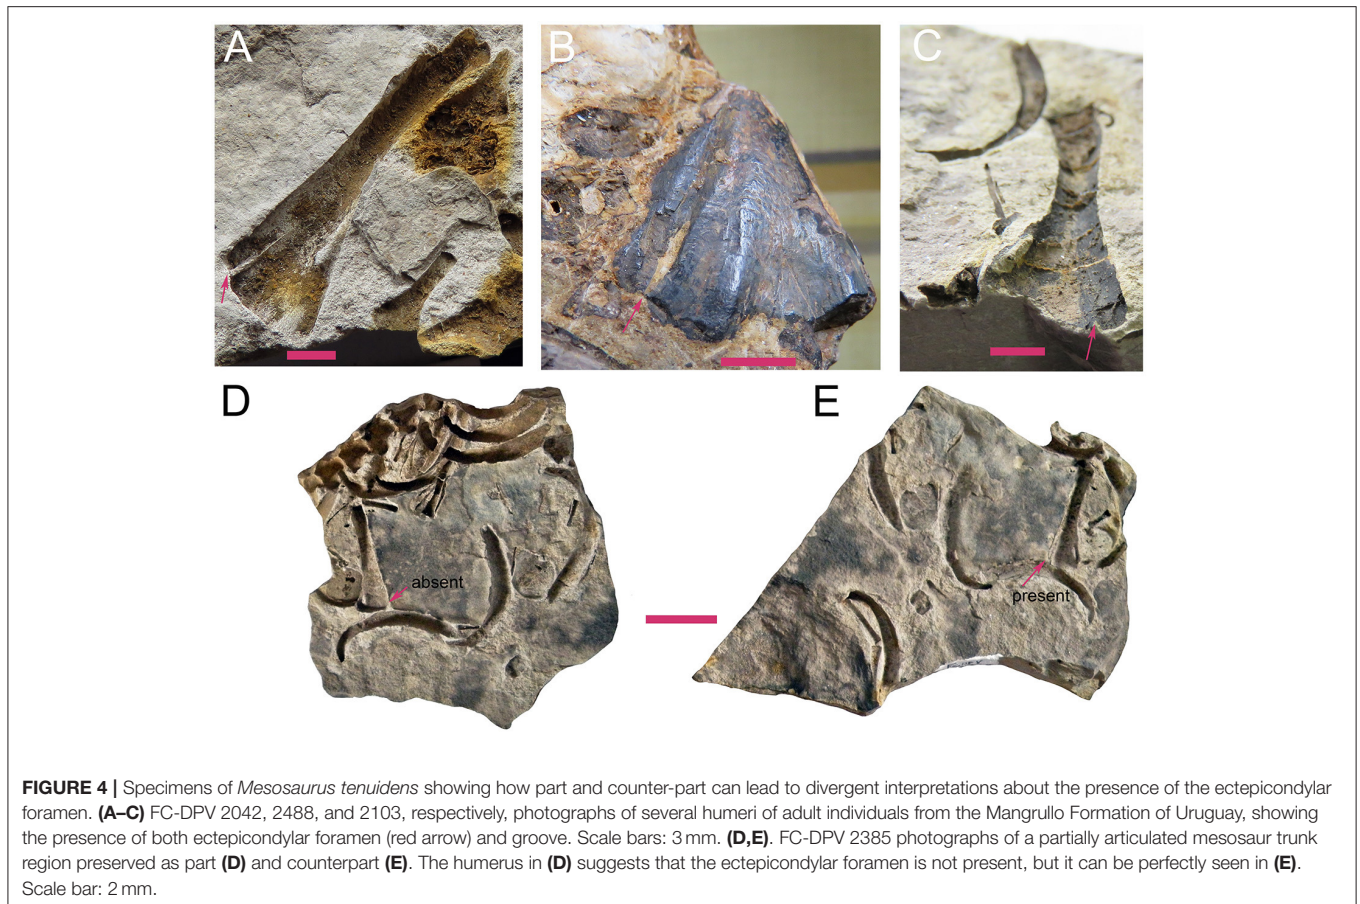 A
B
C
D
E
absent
present
FIGURE 4 | Specimens of Mesosaurus tenuidens showing how part and counter-part can lead to divergent interpretations about the presence of the ectepicondylar
foramen. (A–C) FC-DPV 2042, 2488, and 2103, respectively, photographs of several humeri of adult individuals from the Mangrullo Formation of Uruguay, showing
the presence of both ectepicondylar foramen (red arrow) and groove. Scale bars: 3 mm. (D,E). FC-DPV 2385 photographs of a partially articulated mesosaur trunk
region preserved as part (D) and counterpart (E). The humerus in (D) suggests that the ectepicondylar foramen is not present, but it can be perfectly seen in (E).
Scale bar: 2 mm.